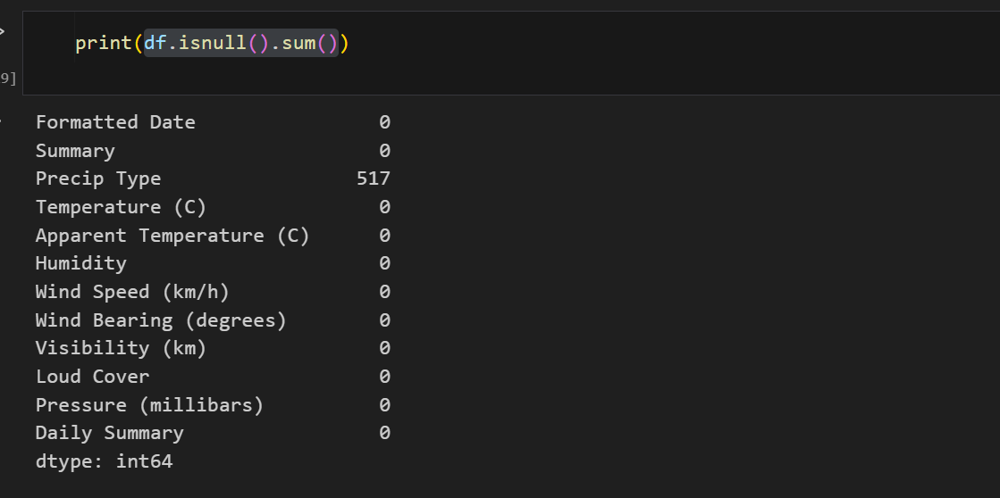 print(df.isnull().sum())
9]
Formatted Date 0
Summary 0
Precip Type 517
Temperature (C) 0
Apparent Temperature (C) 0
Humidity 0
Wind Speed (km/h) 0
Wind Bearing (degrees) 0
Visibility (km) 0
Loud Cover 0
Pressure (millibars) 0
Daily Summary 0
dtype: int64